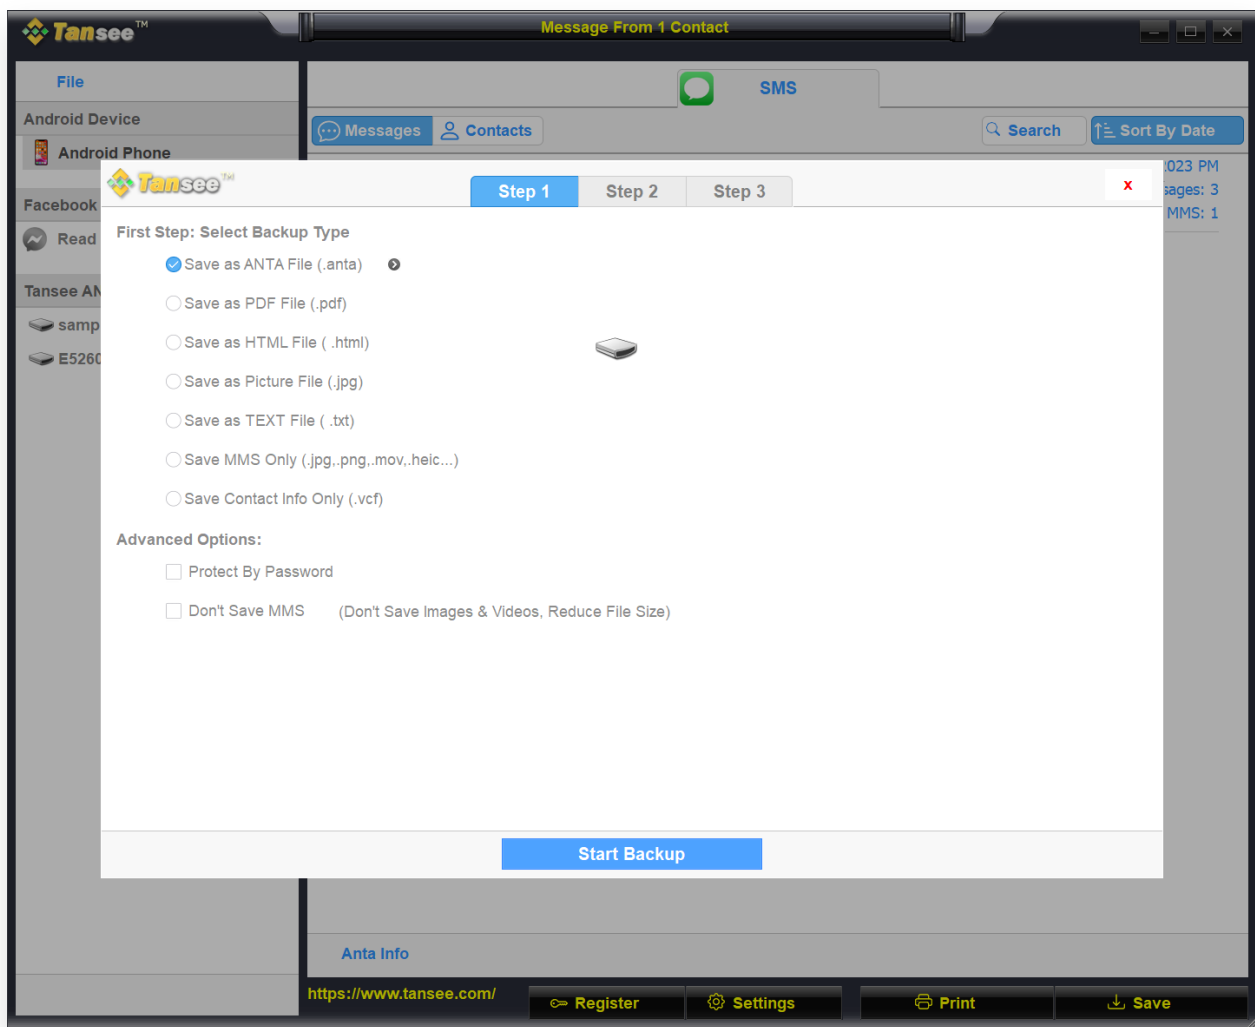 Tansee™
Message From 1 Contact
File
SMS
Android Device
Messages
Contacts
Search
Sort By Date
Android Phone
023 PM
sages: 3
MMS: 1
Facebook
Read
Tansee AN
samp
E5260
Tansee™
Step 1
Step 2
Step 3
x
First Step: Select Backup Type
Save as ANTA File (.anta)
Save as PDF File (.pdf)
Save as HTML File ( .html)
Save as Picture File (.jpg)
Save as TEXT File ( .txt)
Save MMS Only (.jpg,.png,.mov,.heic...)
Save Contact Info Only (.vcf)
Advanced Options:
Protect By Password
Don't Save MMS (Don't Save Images & Videos, Reduce File Size)
Start Backup
Anta Info
https://www.tansee.com/
Register
Settings
Print
Save